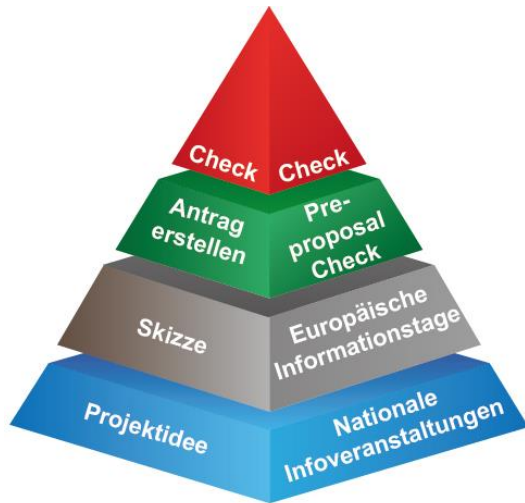 Check
Check
Antrag
erstellen
Pre-
proposal
Check
Skizze
Europäische
Informationstage
Projektidee
Nationale
Infoveranstaltungen